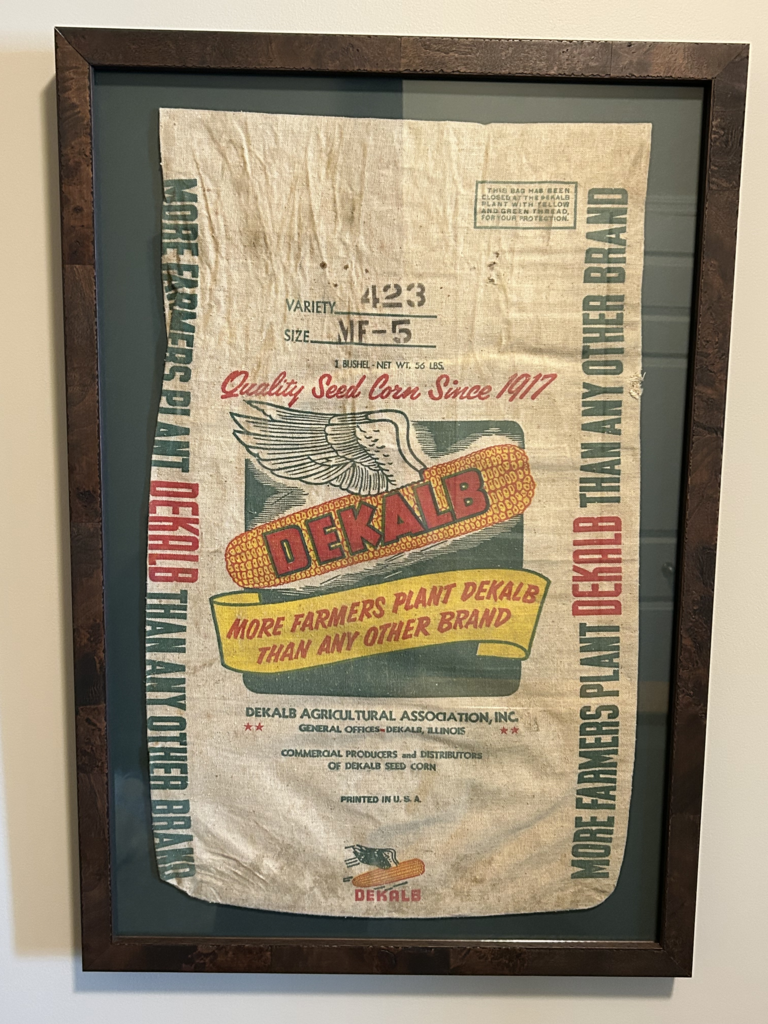 THIS BAG HAS BEEN
CLOSED AT THE DEKALB
PLANT WITH YELLOW
AND GREEN THREAD,
FOR YOUR PROTECTION.
MORE FARMERS PLANT DEKALB THAN ANY OTHER BRAND
MORE FARMERS PLANT DEKALB THAN ANY OTHER BRAND
VARIETY 423
SIZE MF-5
1 BUSHEL - NET WT. 56 LBS.
Quality Seed Corn Since 1917
DEKALB
MORE FARMERS PLANT DEKALB
THAN ANY OTHER BRAND
DEKALB AGRICULTURAL ASSOCIATION, INC.
GENERAL OFFICES-DEKALB, ILLINOIS
COMMERCIAL PRODUCERS and DISTRIBUTORS
OF DEKALB SEED CORN
PRINTED IN U. S. A.
DEKALB